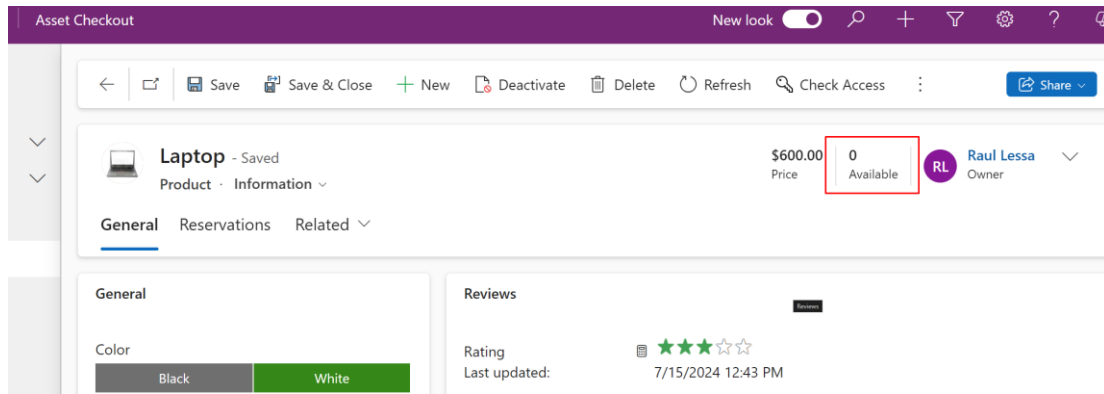 Asset Checkout New look
Save Save & Close New Deactivate Delete Refresh Check Access Share
Laptop - Saved
$600.00 0 RL Raul Lessa
Price Available Owner
Product · Information
General Reservations Related
General Reviews
Reviews
Color
Rating
Last updated: 7/15/2024 12:43 PM
Black White